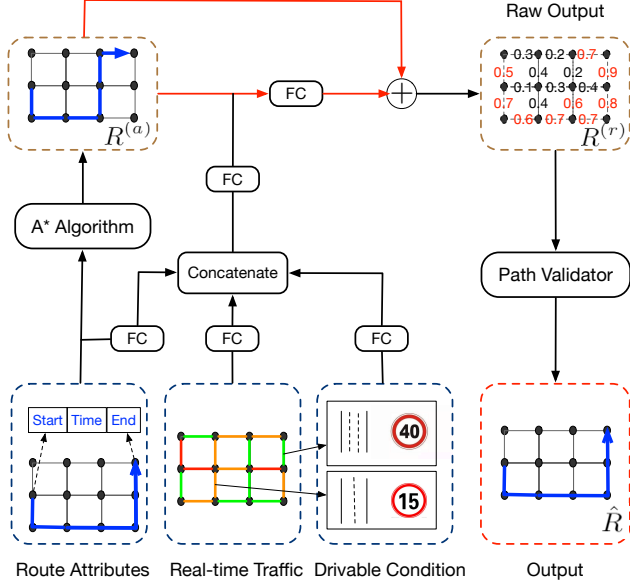 Raw Output
0.3 0.2 0.7
0.5 0.4 0.2 0.9
0.1 0.3 0.4
0.7 0.4 0.6 0.8
0.6 0.7 0.7
R^{(r)}
R^{(a)}
FC
FC
A* Algorithm
Concatenate
Path Validator
FC
FC
FC
Start Time End
40
15
R̂
Route Attributes
Real-time Traffic
Drivable Condition
Output